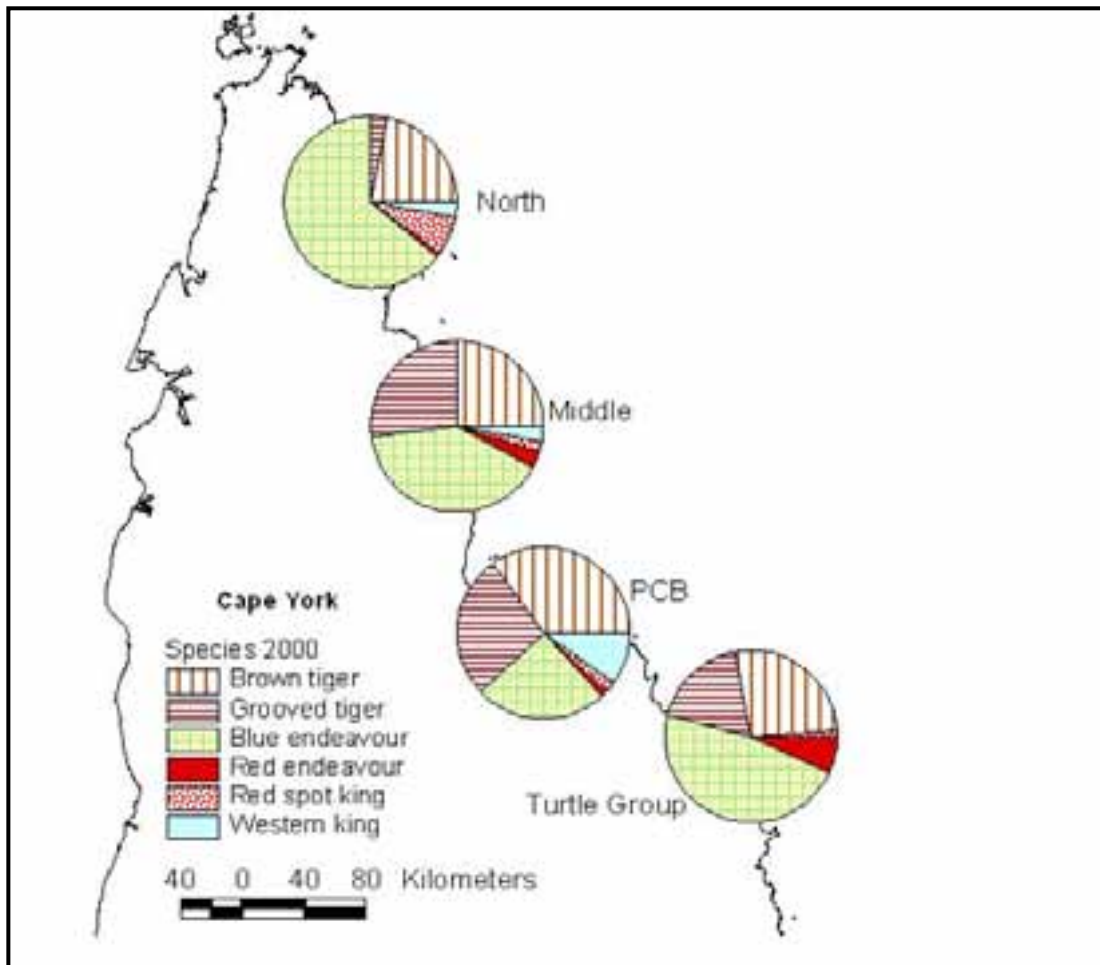 North
Middle
PCB
Turtle Group
Cape York
Species 2000
Brown tiger
Grooved tiger
Blue endeavour
Red endeavour
Red spot king
Western king
40 0 40 80 Kilometers